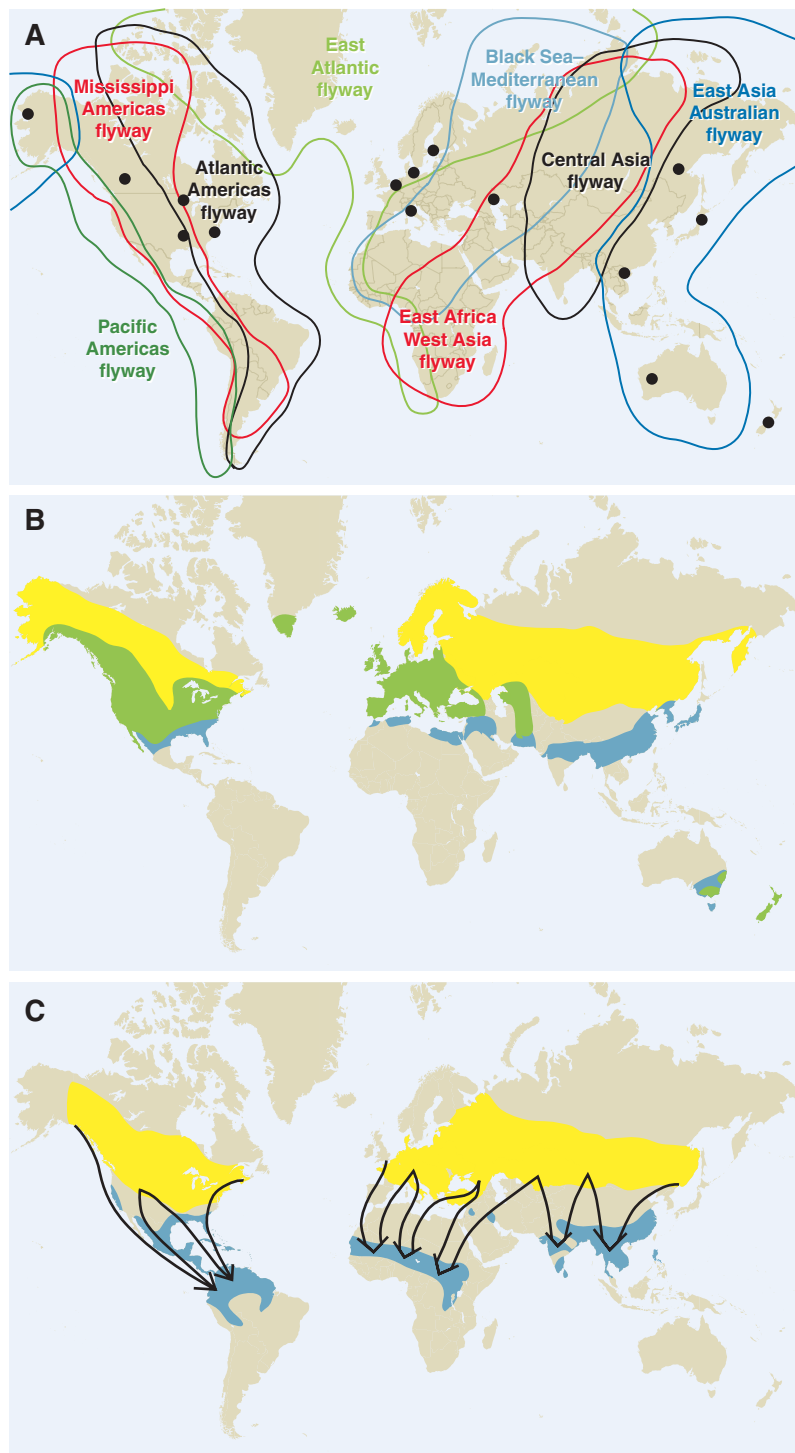 A
East
Atlantic
flyway
Black Sea–
Mediterranean
flyway
Mississippi
Americas
flyway
East Asia
Australian
flyway
Atlantic
Americas
flyway
Central Asia
flyway
Pacific
Americas
flyway
East Africa
West Asia
flyway
B
C